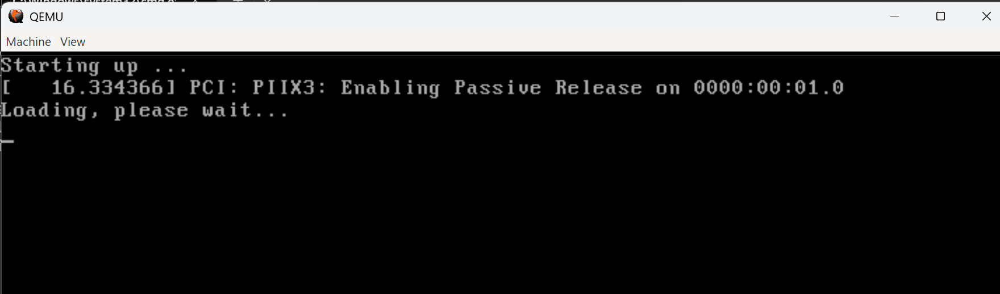 QEMU
Machine View
Starting up ...
[   16.334366] PCI: PIIX3: Enabling Passive Release on 0000:00:01.0
Loading, please wait...